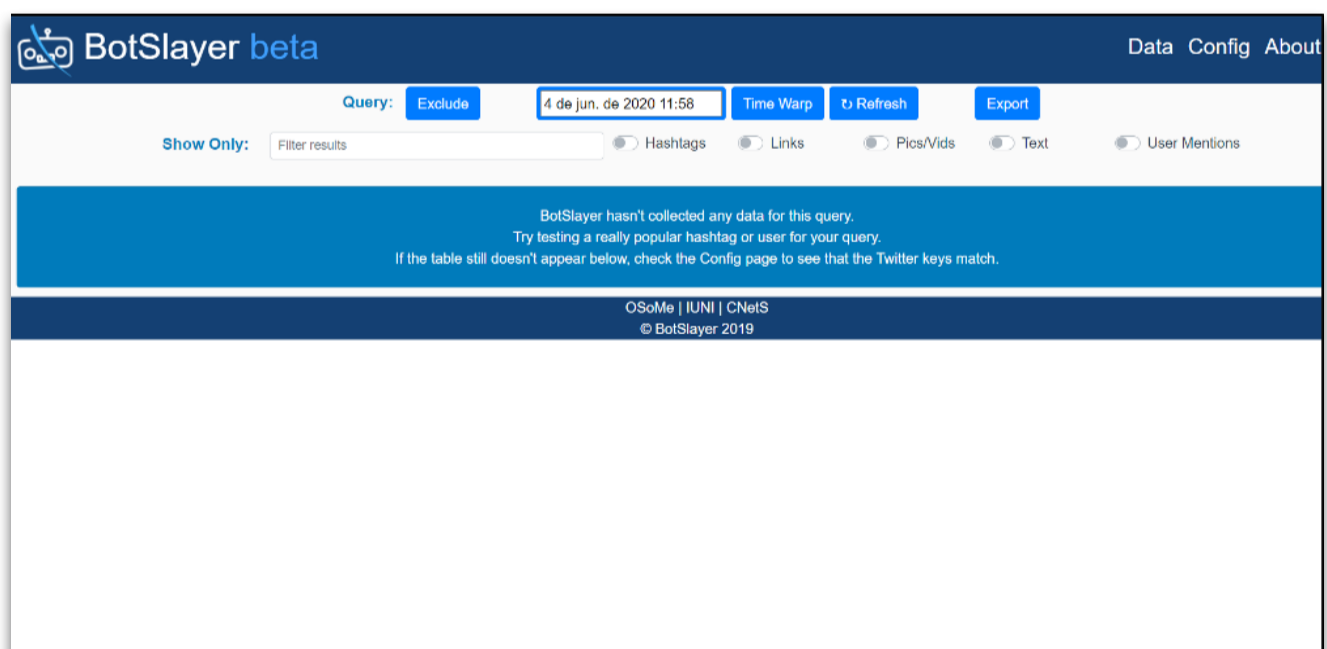 BotSlayer beta Data Config About
Query: Exclude 4 de jun. de 2020 11:58 Time Warp ↻ Refresh Export
Show Only: Filter results Hashtags Links Pics/Vids Text User Mentions
BotSlayer hasn't collected any data for this query.
Try testing a really popular hashtag or user for your query.
If the table still doesn't appear below, check the Config page to see that the Twitter keys match.
OSoMe | IUNI | CNetS
© BotSlayer 2019